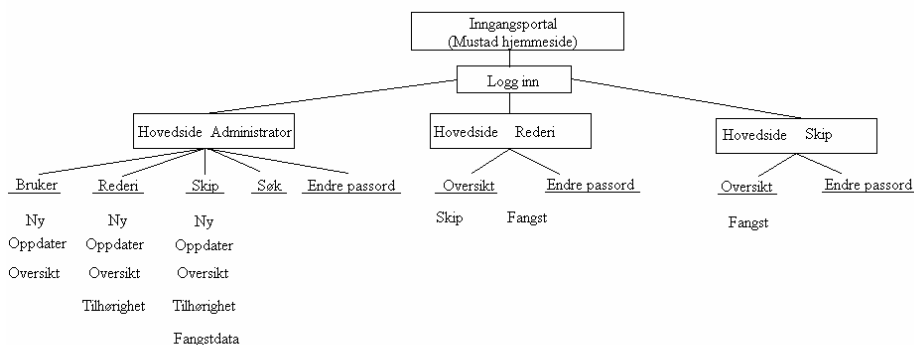 Inngangsportal
(Mustad hjemmeside)
Logg inn
Hovedside Administrator
Hovedside Rederi
Hovedside Skip
Bruker Rederi Skip Søk Endre passord
Oversikt Endre passord
Oversikt Endre passord
Ny Ny Ny
Skip Fangst
Fangst
Oppdater Oppdater Oppdater
Oversikt Oversikt Oversikt
Tilhørighet Tilhørighet
Fangstdata